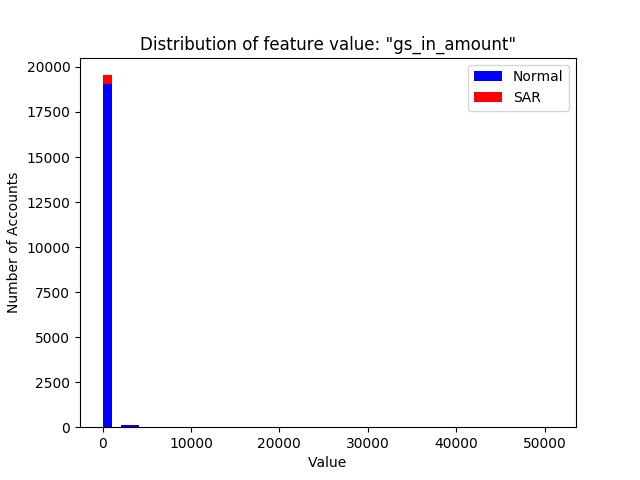 Distribution of feature value: "gs_in_amount"
Normal
SAR
Number of Accounts
20000
17500
15000
12500
10000
7500
5000
2500
0
0 10000 20000 30000 40000 50000
Value